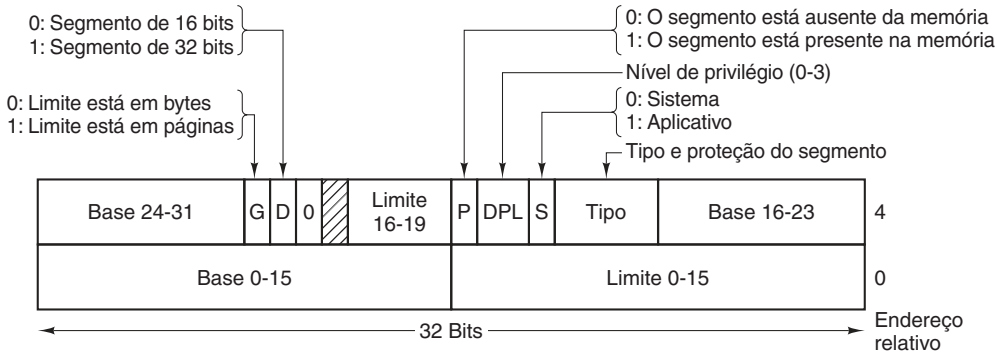 0: Segmento de 16 bits
1: Segmento de 32 bits
0: O segmento está ausente da memória
1: O segmento está presente na memória
Nível de privilégio (0-3)
0: Limite está em bytes
1: Limite está em páginas
0: Sistema
1: Aplicativo
Tipo e proteção do segmento
Base 24-31
G
D
0
Limite
16-19
P
DPL
S
Tipo
Base 16-23
4
Base 0-15
Limite 0-15
0
32 Bits
Endereço
relativo